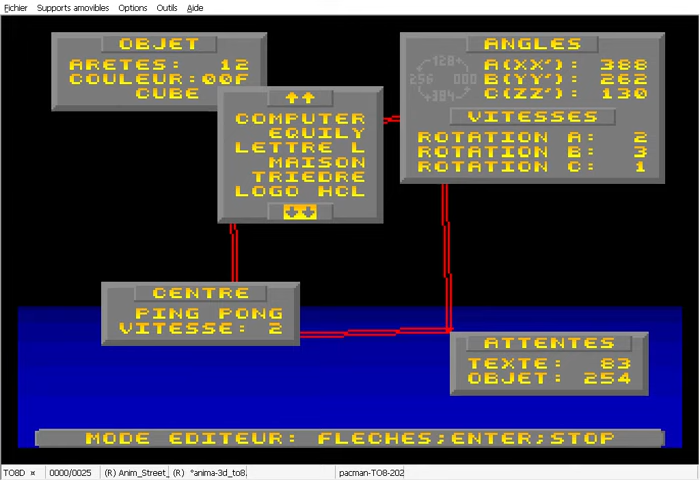 Fichier Supports amovibles Options Outils Aide
OBJET
ARETES: 12
COULEUR:00F
CUBE
↑↑
COMPUTER
EQUILY
LETTRE L
MAISON
TRIEDRE
LOGO HCL
↓↓
ANGLES
128+
256 000
+384
A(XX'): 388
B(YY'): 262
C(ZZ'): 130
VITESSES
ROTATION A: 2
ROTATION B: 3
ROTATION C: 1
CENTRE
PING PONG
VITESSE: 2
ATTENTES
TEXTE: 83
OBJET: 254
MODE EDITEUR: FLECHES;ENTER;STOP
TO8D × 0000/0025 (R) Anim_Street_ (R) *anima-3d_to8. pacman-TO8-202